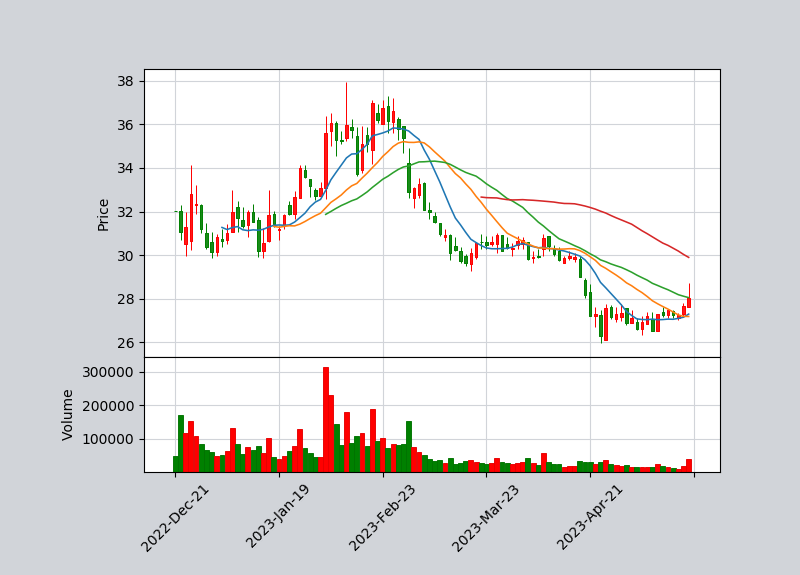 38
36
34
32
30
28
26
Price
300000
200000
100000
Volume
2022-Dec-21
2023-Jan-19
2023-Feb-23
2023-Mar-23
2023-Apr-21